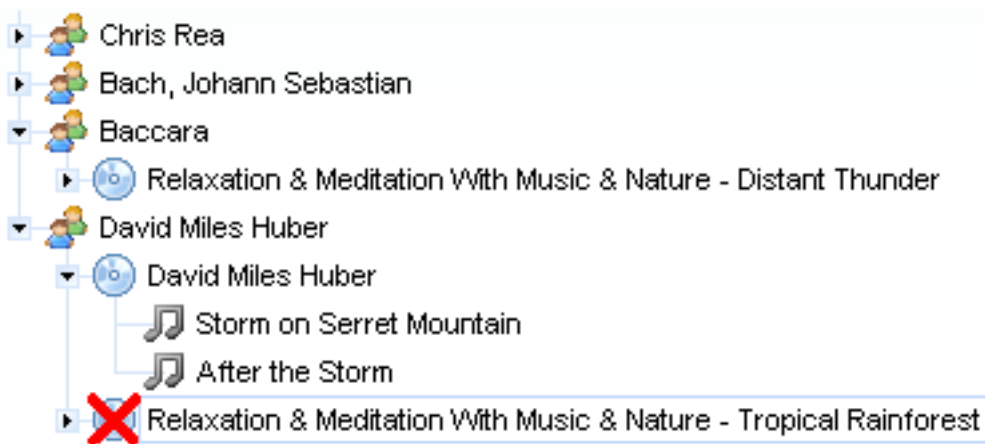 Chris Rea
Bach, Johann Sebastian
Baccara
Relaxation & Meditation With Music & Nature - Distant Thunder
David Miles Huber
David Miles Huber
Storm on Serret Mountain
After the Storm
Relaxation & Meditation With Music & Nature - Tropical Rainforest